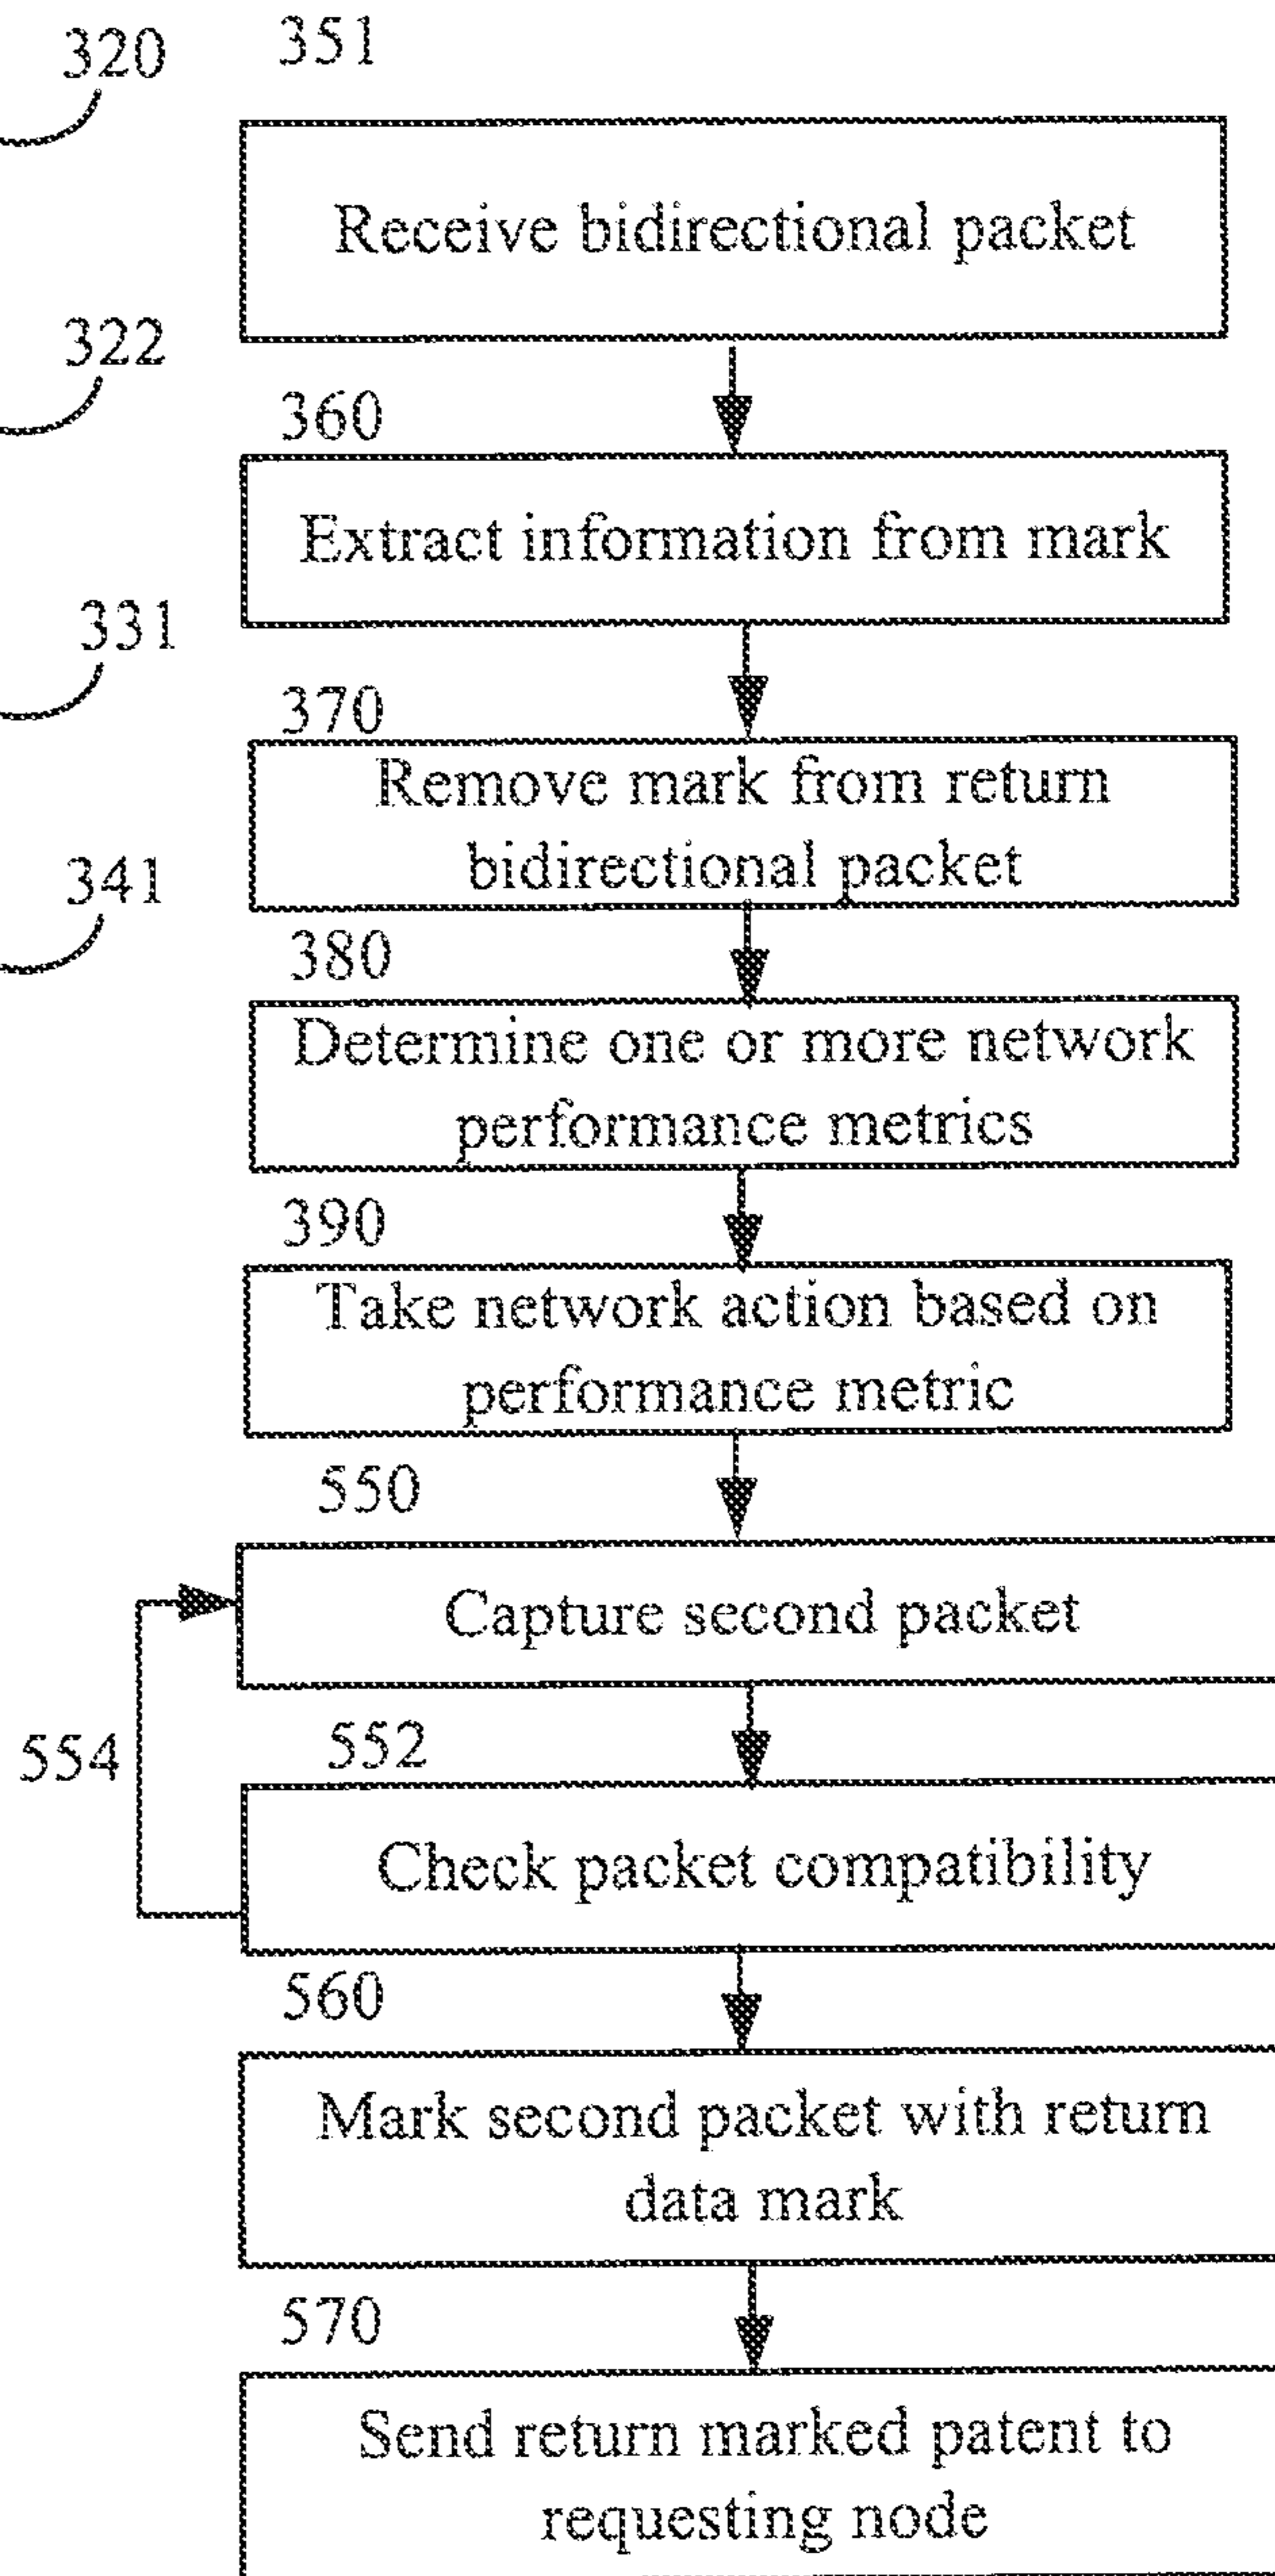 320
351
Receive bidirectional packet
322
360
Extract information from mark
331
370
Remove mark from return
bidirectional packet
341
380
Determine one or more network
performance metrics
390
Take network action based on
performance metric
550
Capture second packet
554
552
Check packet compatibility
560
Mark second packet with return
data mark
570
Send return marked patent to
requesting node